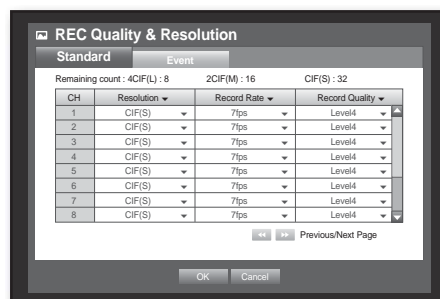 REC Quality & Resolution
Standard Event
Remaining count : 4CIF(L) : 8 2CIF(M) : 16 CIF(S) : 32
CH Resolution Record Rate Record Quality
1 CIF(S) 7fps Level4
2 CIF(S) 7fps Level4
3 CIF(S) 7fps Level4
4 CIF(S) 7fps Level4
5 CIF(S) 7fps Level4
6 CIF(S) 7fps Level4
7 CIF(S) 7fps Level4
8 CIF(S) 7fps Level4
Previous/Next Page
OK Cancel